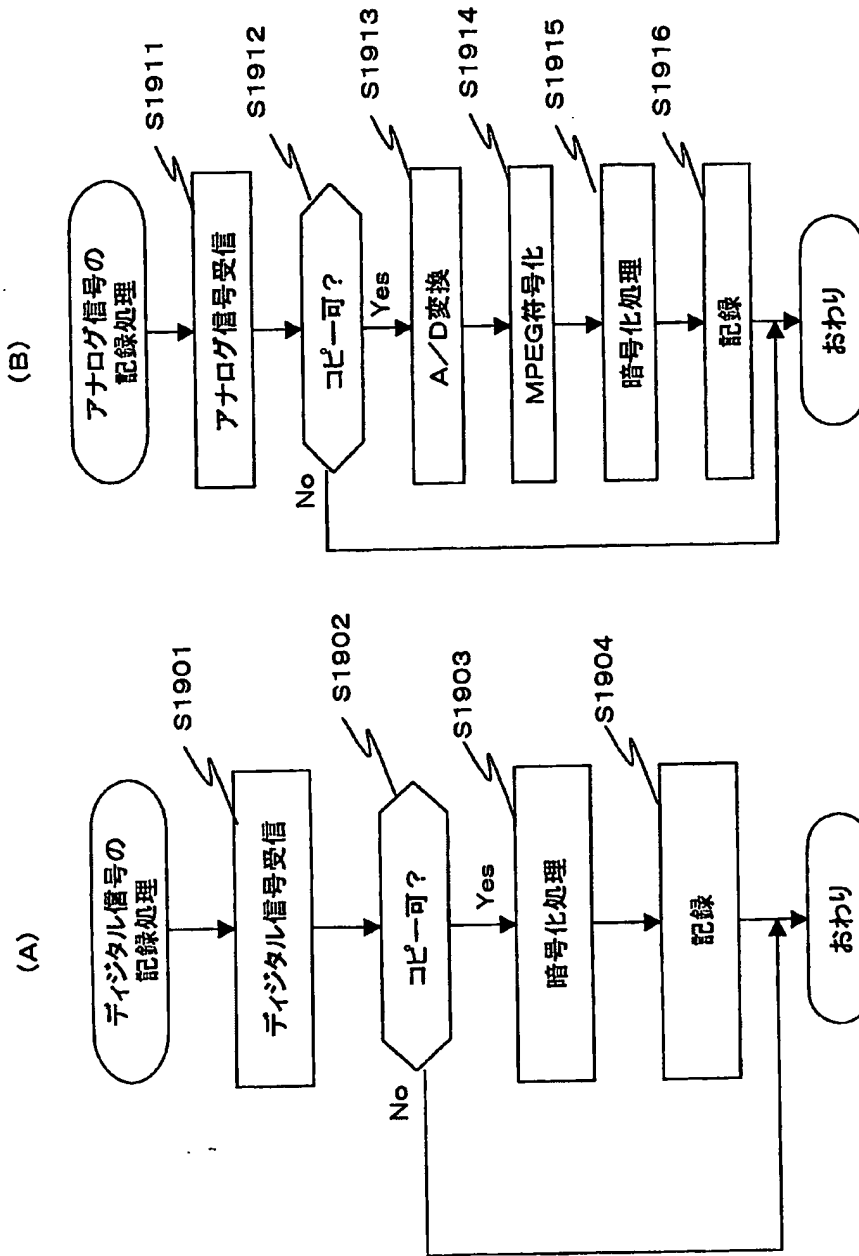 (A)
ディジタル信号の
記録処理
S1901
ディジタル信号受信
S1902
コピー可？
No
Yes
S1903
暗号化処理
S1904
記録
おわり
(B)
アナログ信号の
記録処理
S1911
アナログ信号受信
S1912
コピー可？
No
Yes
S1913
A／D変換
S1914
MPEG符号化
S1915
暗号化処理
S1916
記録
おわり